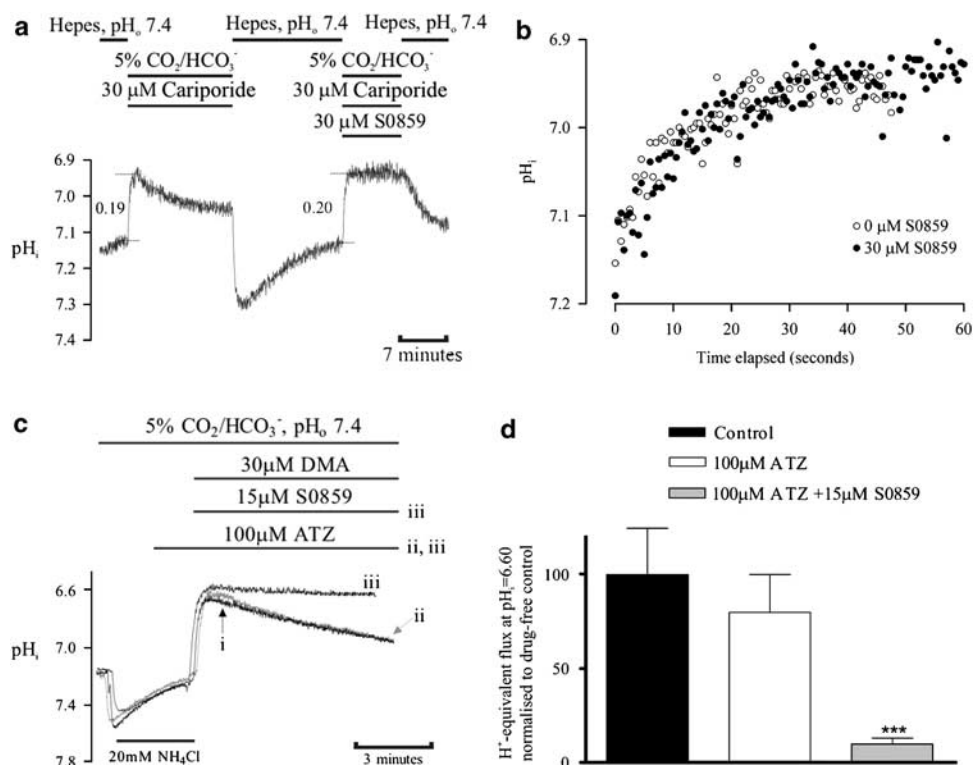 a
Hepes, pHo 7.4 Hepes, pHo 7.4 Hepes, pHo 7.4
5% CO2/HCO3- 5% CO2/HCO3-
30 µM Cariporide 30 µM Cariporide
30 µM S0859
6.9
7.0
7.1
7.2
7.3
7.4
pHi
0.19
0.20
7 minutes
b
6.9
7.0
7.1
7.2
pHi
0 µM S0859
30 µM S0859
0 10 20 30 40 50 60
Time elapsed (seconds)
c
5% CO2/HCO3-, pHo 7.4
30µM DMA
15µM S0859 iii
100µM ATZ ii, iii
6.6
7.0
7.4
7.8
pHi
iii
ii
i
20mM NH4Cl
3 minutes
d
Control
100µM ATZ
100µM ATZ +15µM S0859
H+-equivalent flux at pHi=6.60
normalised to drug-free control
100
50
0
***